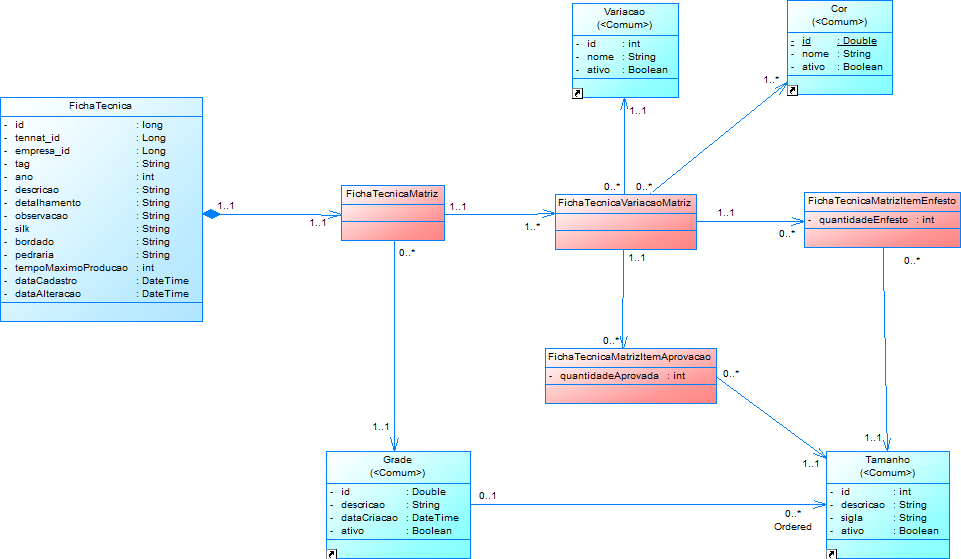 Variacao
(<Comum>)
- id : int
- nome : String
- ativo : Boolean
Cor
(<Comum>)
- id : Double
- nome : String
- ativo : Boolean
FichaTecnica
- id : long
- tennat_id : Long
- empresa_id : Long
- tag : String
- ano : int
- descricao : String
- detalhamento : String
- observacao : String
- silk : String
- bordado : String
- pedraria : String
- tempoMaximoProducao : int
- dataCadastro : DateTime
- dataAlteracao : DateTime
1..1
1..*
0..*
0..*
1..1
1..1
FichaTecnicaMatriz
1..1
1..*
0..*
FichaTecnicaVariacaoMatriz
1..1
0..*
1..1
FichaTecnicaMatrizItemEnfesto
- quantidadeEnfesto : int
0..*
0..*
FichaTecnicaMatrizItemAprovacao
- quantidadeAprovada : int
0..*
1..1
1..1
1..1
Grade
(<Comum>)
- id : Double
- descricao : String
- dataCriacao : DateTime
- ativo : Boolean
0..1
0..*
Ordered
Tamanho
(<Comum>)
- id : int
- descricao : String
- sigla : String
- ativo : Boolean